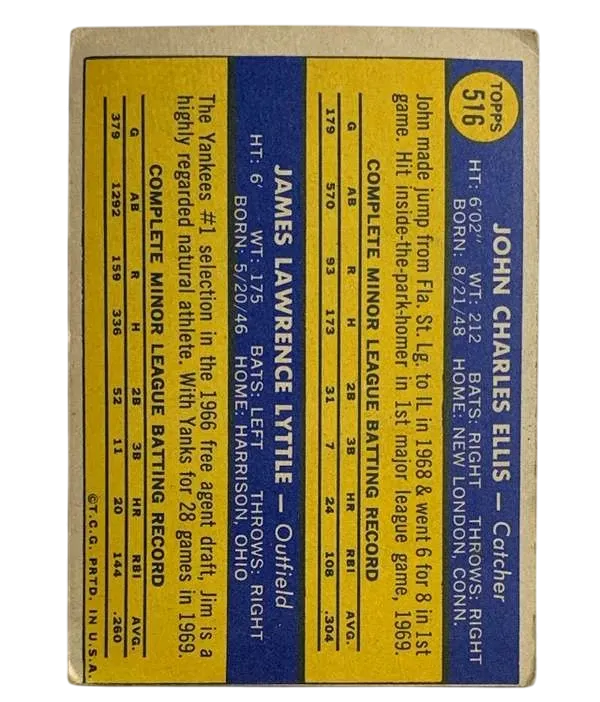 TOPPS
516
JOHN CHARLES ELLIS — Catcher
HT: 6'02" WT: 212 BATS: RIGHT THROWS: RIGHT
BORN: 8/21/48 HOME: NEW LONDON, CONN.
John made jump from Fla. St. Lg. to IL in 1968 & went 6 for 8 in 1st
game. Hit inside-the-park-homer in 1st major league game, 1969.
COMPLETE MINOR LEAGUE BATTING RECORD
G AB R H 2B 3B HR RBI AVG.
179 570 93 173 31 7 24 108 .304
JAMES LAWRENCE LYTTLE — Outfield
HT: 6' WT: 175 BATS: LEFT THROWS: RIGHT
BORN: 5/20/46 HOME: HARRISON, OHIO
The Yankees #1 selection in the 1966 free agent draft, Jim is a
highly regarded natural athlete. With Yanks for 28 games in 1969.
COMPLETE MINOR LEAGUE BATTING RECORD
G AB R H 2B 3B HR RBI AVG.
379 1292 159 336 52 11 20 144 .260
©T.C.G. PRTD. IN U.S.A.